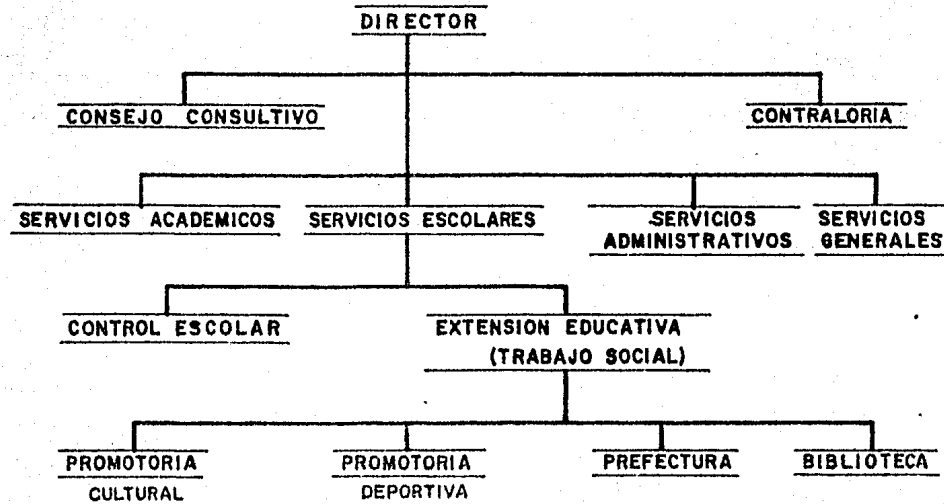 DIRECTOR
CONSEJO CONSULTIVO
CONTRALORIA
SERVICIOS ACADEMICOS
SERVICIOS ESCOLARES
SERVICIOS
ADMINISTRATIVOS
SERVICIOS
GENERALES
CONTROL ESCOLAR
EXTENSION EDUCATIVA
(TRABAJO SOCIAL)
PROMOTORIA
CULTURAL
PROMOTORIA
DEPORTIVA
PREFECTURA
BIBLIOTECA